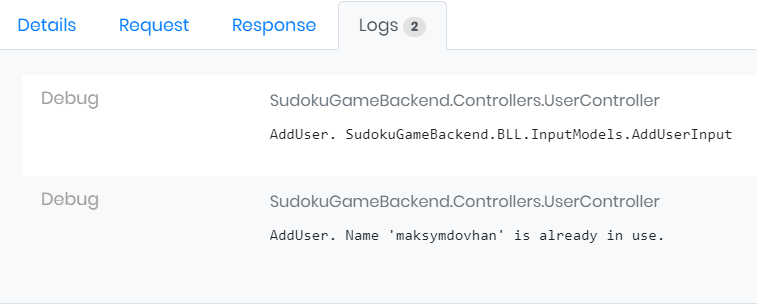 Details Request Response Logs 2
Debug SudokuGameBackend.Controllers.UserController
AddUser. SudokuGameBackend.BLL.InputModels.AddUserInput
Debug SudokuGameBackend.Controllers.UserController
AddUser. Name 'maksymdovhan' is already in use.